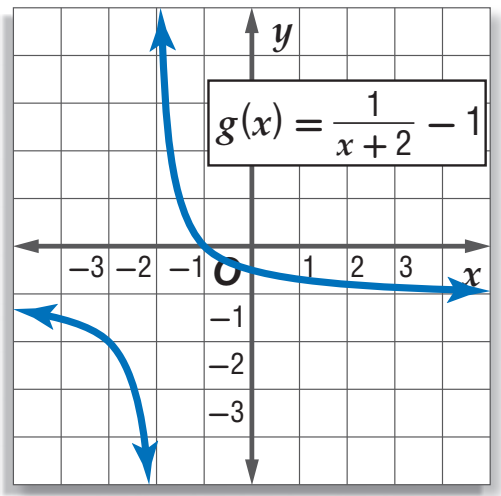 y
g(x) = 1/(x + 2) − 1
−3 −2 −1 O 1 2 3 x
−1
−2
−3